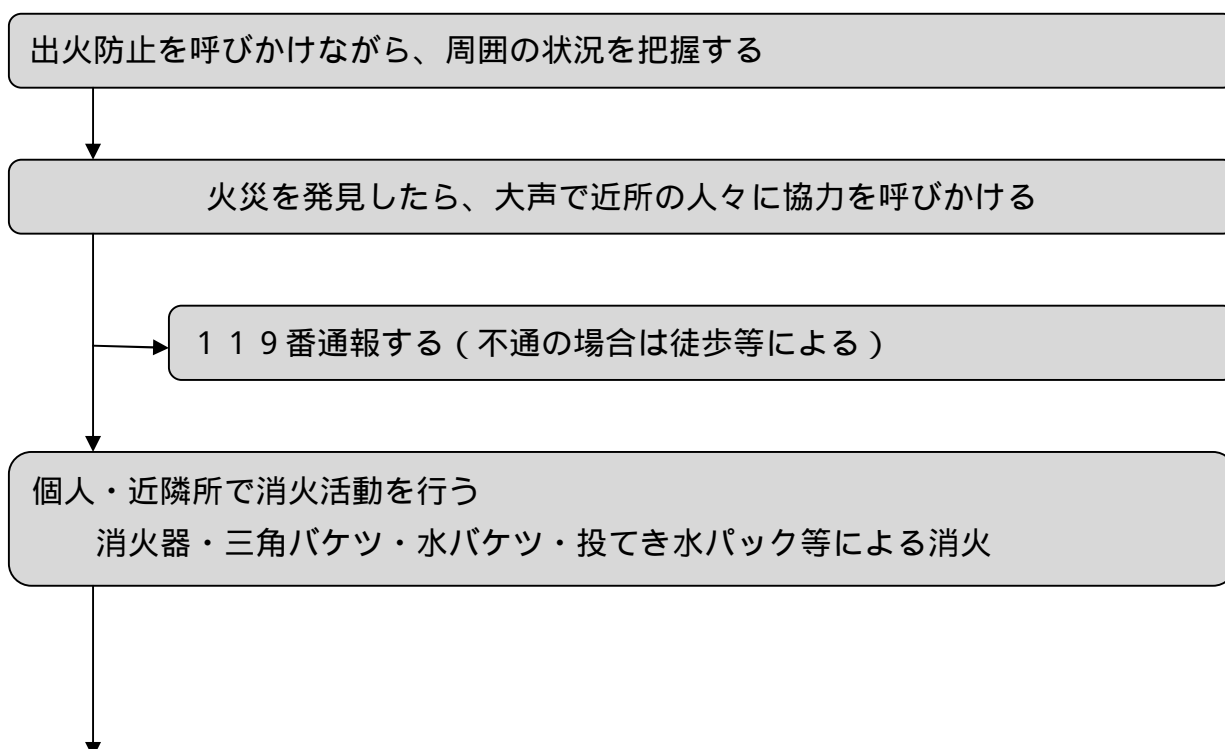 出火防止を呼びかけながら、周囲の状況を把握する
火災を発見したら、大声で近所の人々に協力を呼びかける
119番通報する(不通の場合は徒歩等による)
個人・近隣所で消火活動を行う
消火器・三角バケツ・水バケツ・投てき水パック等による消火